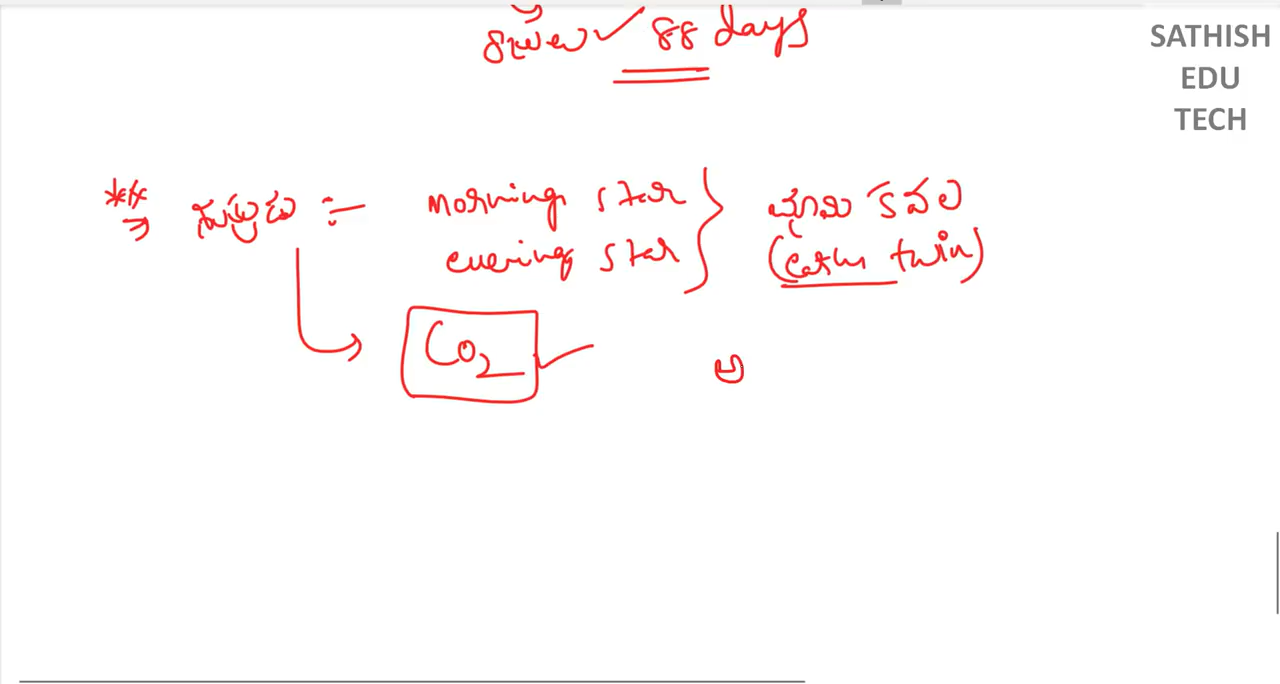 88 days
SATHISH
EDU
TECH
** ⇒ శుక్రుడు :- morning star
evening star
భూమి కవల
(earth twin)
CO2